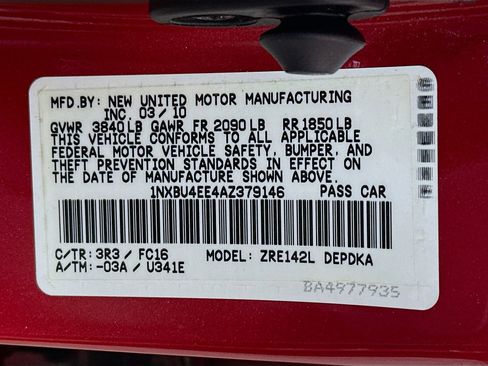 MFD.BY: NEW UNITED MOTOR MANUFACTURING
INC. 03/10
GVWR 3840LB GAWR FR 2090LB RR1850LB
THIS VEHICLE CONFORMS TO ALL APPLICABLE
FEDERAL MOTOR VEHICLE SAFETY, BUMPER, AND
THEFT PREVENTION STANDARDS IN EFFECT ON
THE DATE OF MANUFACTURE SHOWN ABOVE.
1NXBU4EE4AZ379146 PASS CAR
C/TR: 3R3 / FC16 MODEL: ZRE142L DEPDKA
A/TM: -03A / U341E
BA4977935